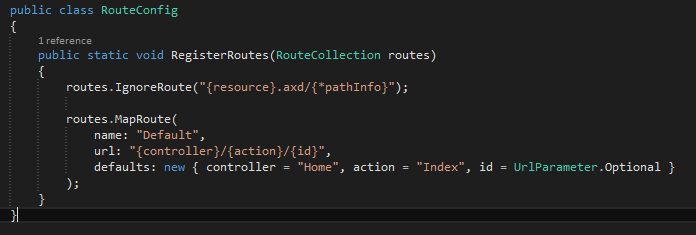 public class RouteConfig
{
1 reference
public static void RegisterRoutes(RouteCollection routes)
{
routes.IgnoreRoute("{resource}.axd/{*pathInfo}");
routes.MapRoute(
name: "Default",
url: "{controller}/{action}/{id}",
defaults: new { controller = "Home", action = "Index", id = UrlParameter.Optional }
);
}
}